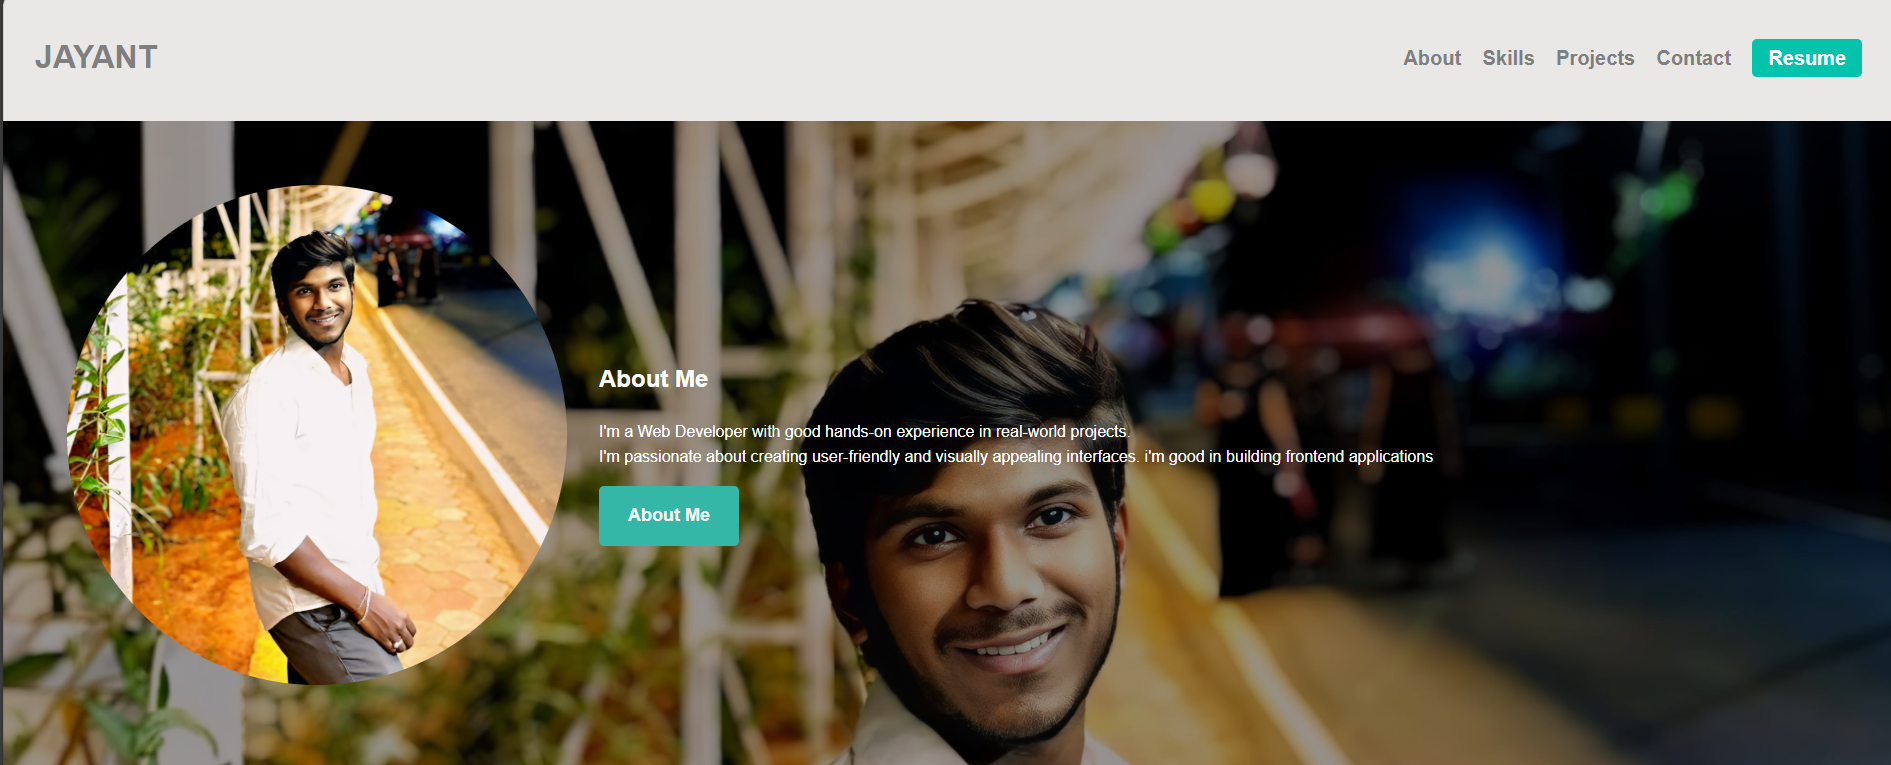 JAYANT
About Skills Projects Contact Resume
About Me
I'm a Web Developer with good hands-on experience in real-world projects.
I'm passionate about creating user-friendly and visually appealing interfaces. i'm good in building frontend applications
About Me